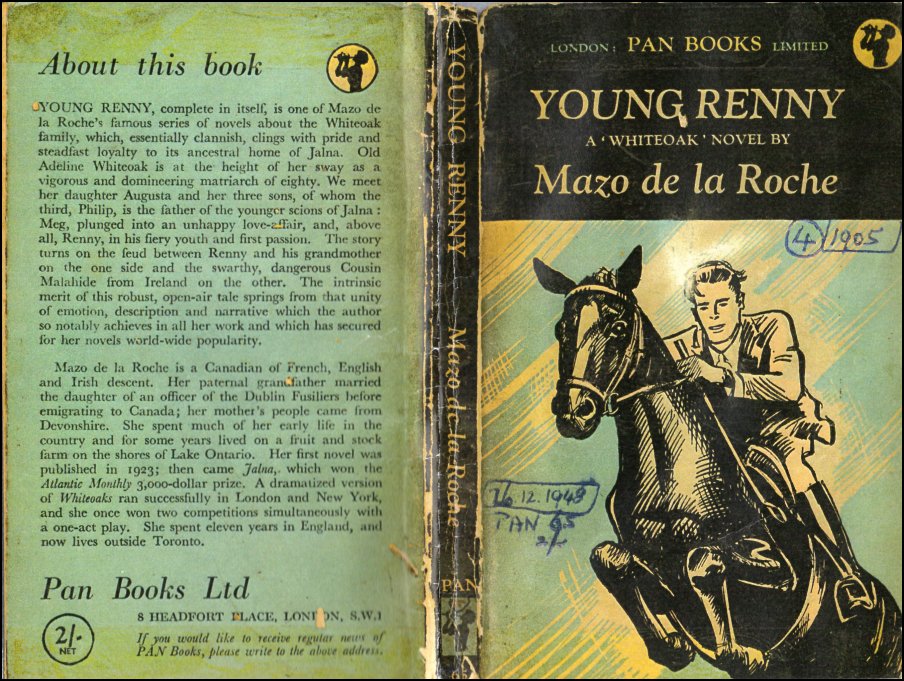 About this book
YOUNG RENNY, complete in itself, is one of Mazo de
la Roche's famous series of novels about the Whiteoak
family, which, essentially clannish, clings with pride and
steadfast loyalty to its ancestral home of Jalna. Old
Adeline Whiteoak is at the height of her sway as a
vigorous and domineering matriarch of eighty. We meet
her daughter Augusta and her three sons, of whom the
third, Philip, is the father of the younger scions of Jalna :
Meg, plunged into an unhappy love-affair, and, above
all, Renny, in his fiery youth and first passion. The story
turns on the feud between Renny and his grandmother
on the one side and the swarthy, dangerous Cousin
Malahide from Ireland on the other. The intrinsic
merit of this robust, open-air tale springs from that unity
of emotion, description and narrative which the author
so notably achieves in all her work and which has secured
for her novels world-wide popularity.
Mazo de la Roche is a Canadian of French, English
and Irish descent. Her paternal grandfather married
the daughter of an officer of the Dublin Fusiliers before
emigrating to Canada; her mother's people came from
Devonshire. She spent much of her early life in the
country and for some years lived on a fruit and stock
farm on the shores of Lake Ontario. Her first novel was
published in 1923; then came Jalna, which won the
Atlantic Monthly 3,000-dollar prize. A dramatized version
of Whiteoaks ran successfully in London and New York,
and she once won two competitions simultaneously with
a one-act play. She spent eleven years in England, and
now lives outside Toronto.
Pan Books Ltd
8 HEADFORT PLACE, LONDON, S.W.1
2/-
NET
If you would like to receive regular news of
PAN Books, please write to the above address.
YOUNG RENNY Mazo de la Roche
PAN
65
LONDON: PAN BOOKS LIMITED
YOUNG RENNY
A 'WHITEOAK' NOVEL BY
Mazo de la Roche
4 1905
16.12.1948
PAN 65
2/-